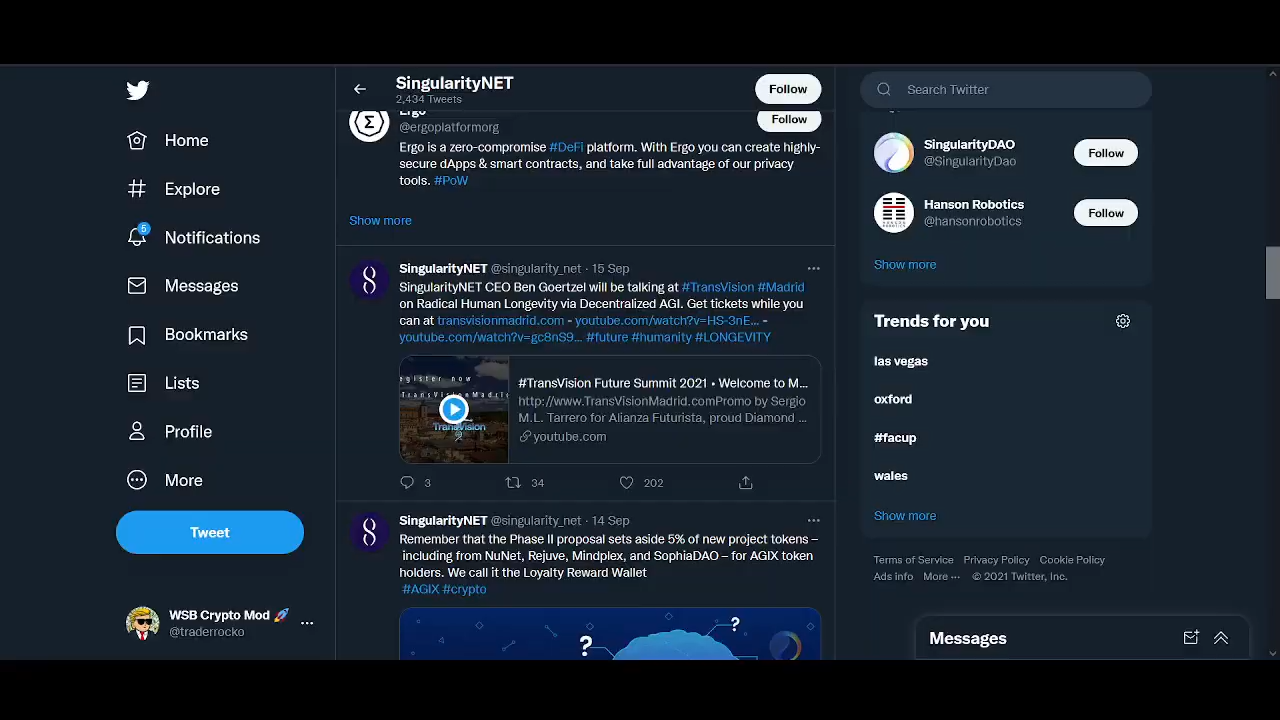 SingularityNET
2,434 Tweets
Follow
Home
Explore
5
Notifications
Messages
Bookmarks
Lists
Profile
More
Tweet
WSB Crypto Mod 🚀
@traderrocko
···
Ergo
@ergoplatformorg
Follow
Ergo is a zero-compromise #DeFi platform. With Ergo you can create highly-
secure dApps & smart contracts, and take full advantage of our privacy
tools. #PoW
Show more
SingularityNET @singularity_net · 15 Sep
SingularityNET CEO Ben Goertzel will be talking at #TransVision #Madrid
on Radical Human Longevity via Decentralized AGI. Get tickets while you
can at transvisionmadrid.com - youtube.com/watch?v=HS-3nE… -
youtube.com/watch?v=gc8nS9… #future #humanity #LONGEVITY
egister now
TransVisionMadrid
TransVision
#TransVision Future Summit 2021 • Welcome to M...
http://www.TransVisionMadrid.comPromo by Sergio
M.L. Tarrero for Alianza Futurista, proud Diamond ...
youtube.com
3
34
202
SingularityNET @singularity_net · 14 Sep
Remember that the Phase II proposal sets aside 5% of new project tokens –
including from NuNet, Rejuve, Mindplex, and SophiaDAO – for AGIX token
holders. We call it the Loyalty Reward Wallet
#AGIX #crypto
? ?
Search Twitter
SingularityDAO
@SingularityDao
Follow
Hanson Robotics
@hansonrobotics
Follow
Show more
Trends for you
las vegas
oxford
#facup
wales
Show more
Terms of Service Privacy Policy Cookie Policy
Ads info More ··· © 2021 Twitter, Inc.
Messages